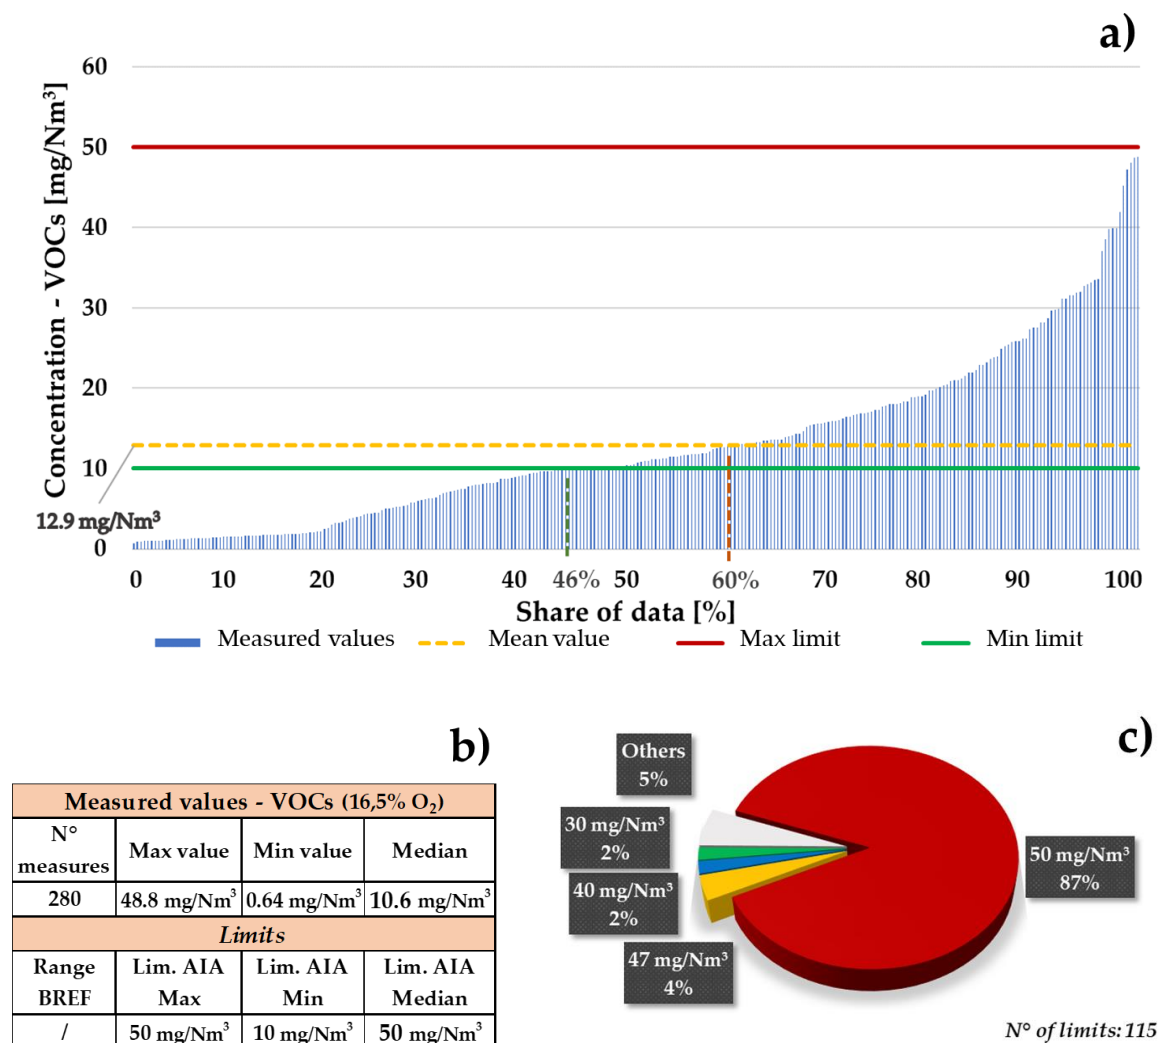 a)
60
50
40
30
20
10
0
Concentration - VOCs [mg/Nm³]
12.9 mg/Nm³
0 10 20 30 40 46% 50 60% 70 80 90 100
Share of data [%]
Measured values Mean value Max limit Min limit
b)
Measured values - VOCs (16,5% O₂)
N° measures Max value Min value Median
280 48.8 mg/Nm³ 0.64 mg/Nm³ 10.6 mg/Nm³
Limits
Range BREF Lim. AIA Max Lim. AIA Min Lim. AIA Median
/ 50 mg/Nm³ 10 mg/Nm³ 50 mg/Nm³
c)
Others
5%
30 mg/Nm³
2%
40 mg/Nm³
2%
47 mg/Nm³
4%
50 mg/Nm³
87%
N° of limits: 115